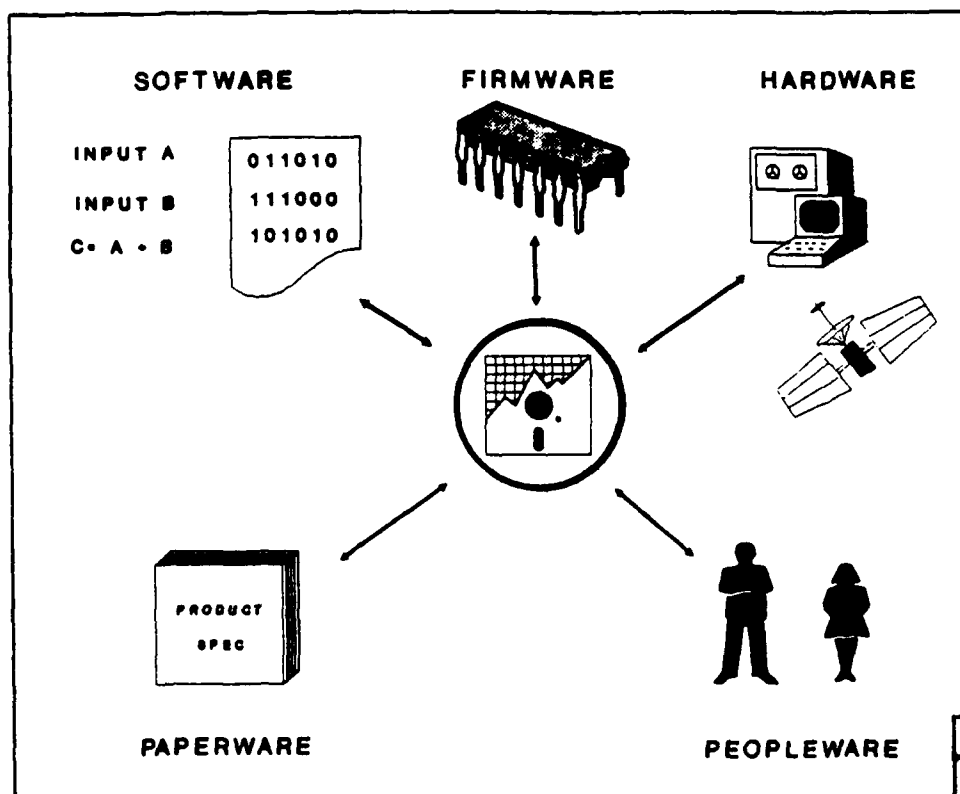 SOFTWARE FIRMWARE HARDWARE
INPUT A
011010
INPUT B
111000
C= A + B
101010
PRODUCT
SPEC
PAPERWARE PEOPLEWARE